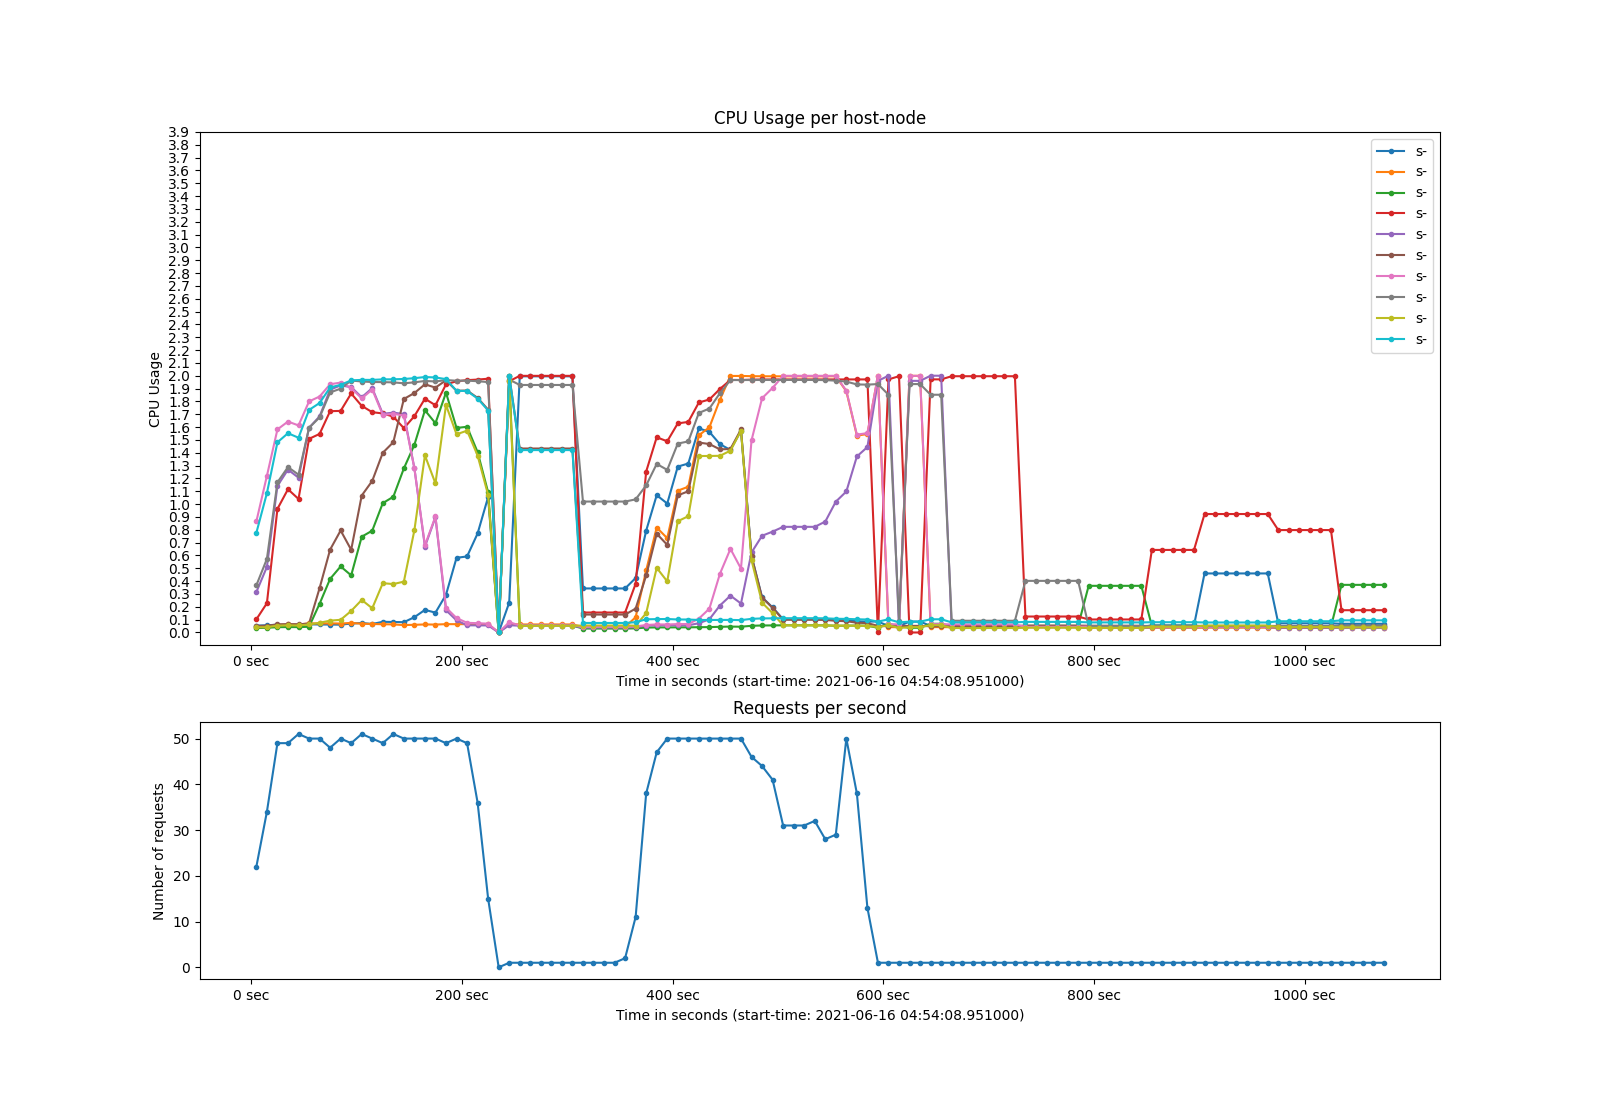 CPU Usage per host-node
3.9
3.8
3.7
3.6
3.5
3.4
3.3
3.2
3.1
3.0
2.9
2.8
2.7
2.6
2.5
2.4
2.3
2.2
2.1
2.0
1.9
1.8
1.7
1.6
1.5
1.4
1.3
1.2
1.1
1.0
0.9
0.8
0.7
0.6
0.5
0.4
0.3
0.2
0.1
0.0
CPU Usage
s-
s-
s-
s-
s-
s-
s-
s-
s-
s-
0 sec 200 sec 400 sec 600 sec 800 sec 1000 sec
Time in seconds (start-time: 2021-06-16 04:54:08.951000)
Requests per second
50
40
30
20
10
0
Number of requests
0 sec 200 sec 400 sec 600 sec 800 sec 1000 sec
Time in seconds (start-time: 2021-06-16 04:54:08.951000)